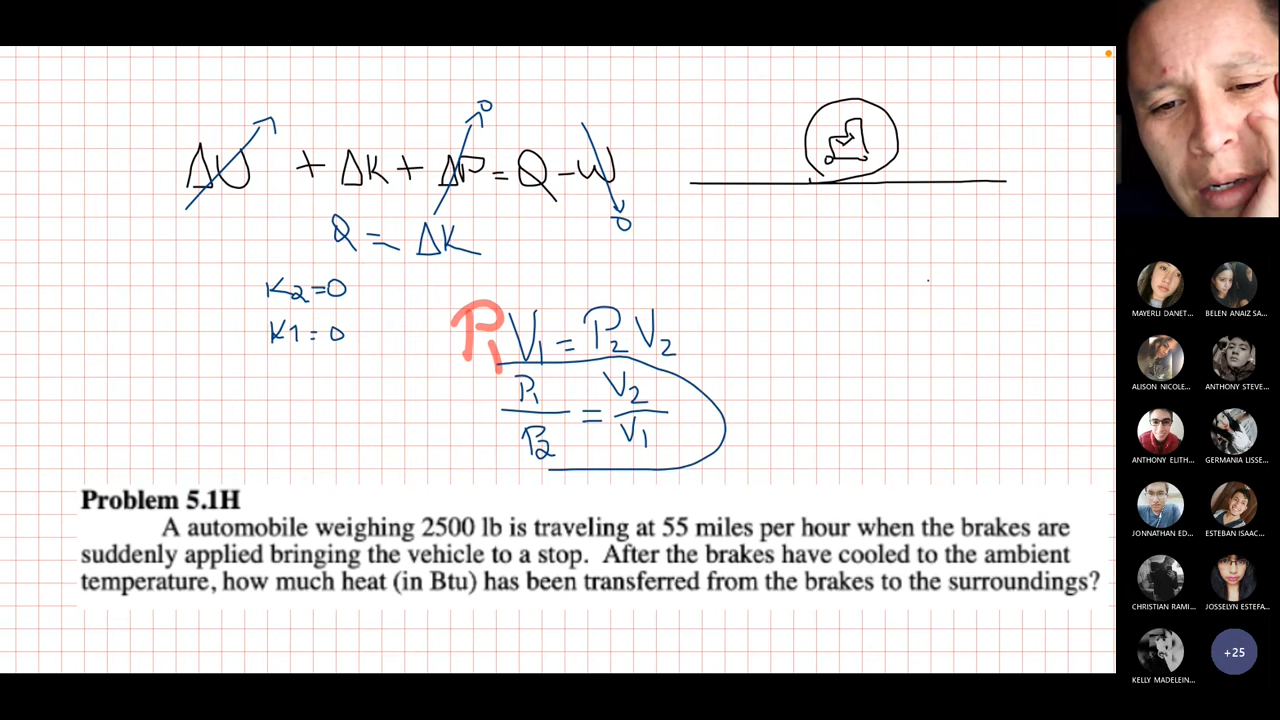 ΔU + ΔK + ΔP = Q - W
0
0
Q = ΔK
K2 = 0
K1 = 0
P1 V1 = P2 V2
P1/P2 = V2/V1
Problem 5.1H
A automobile weighing 2500 lb is traveling at 55 miles per hour when the brakes are
suddenly applied bringing the vehicle to a stop. After the brakes have cooled to the ambient
temperature, how much heat (in Btu) has been transferred from the brakes to the surroundings?
MAYERLI DANET...
BELEN ANAIZ SA...
ALISON NICOLE...
ANTHONY STEVE...
ANTHONY ELITH...
GERMANIA LISSE...
JONNATHAN ED...
ESTEBAN ISAAC...
CHRISTIAN RAMI...
JOSSELYN ESTEFA...
KELLY MADELEIN...
+25